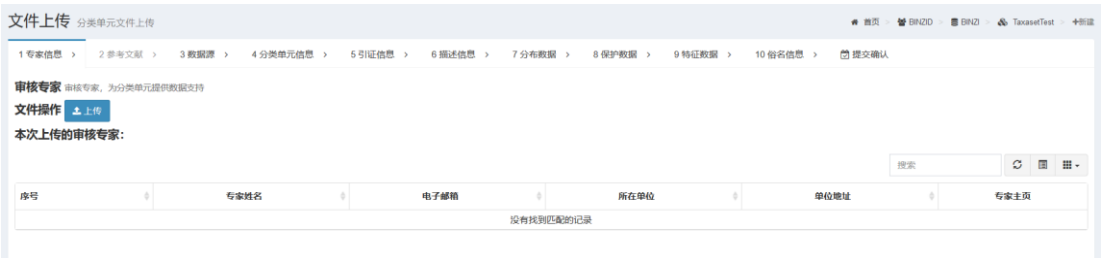 文件上传 分类单元文件上传
首页 > BINZID > BINZI > TaxasetTest > +新建
1 专家信息 > 2 参考文献 > 3 数据源 > 4 分类单元信息 > 5 引证信息 > 6 描述信息 > 7 分布数据 > 8 保护数据 > 9 特征数据 > 10 俗名信息 > 提交确认
审核专家 审核专家，为分类单元提供数据支持
文件操作 上传
本次上传的审核专家：
搜索
序号 专家姓名 电子邮箱 所在单位 单位地址 专家主页
没有找到匹配的记录